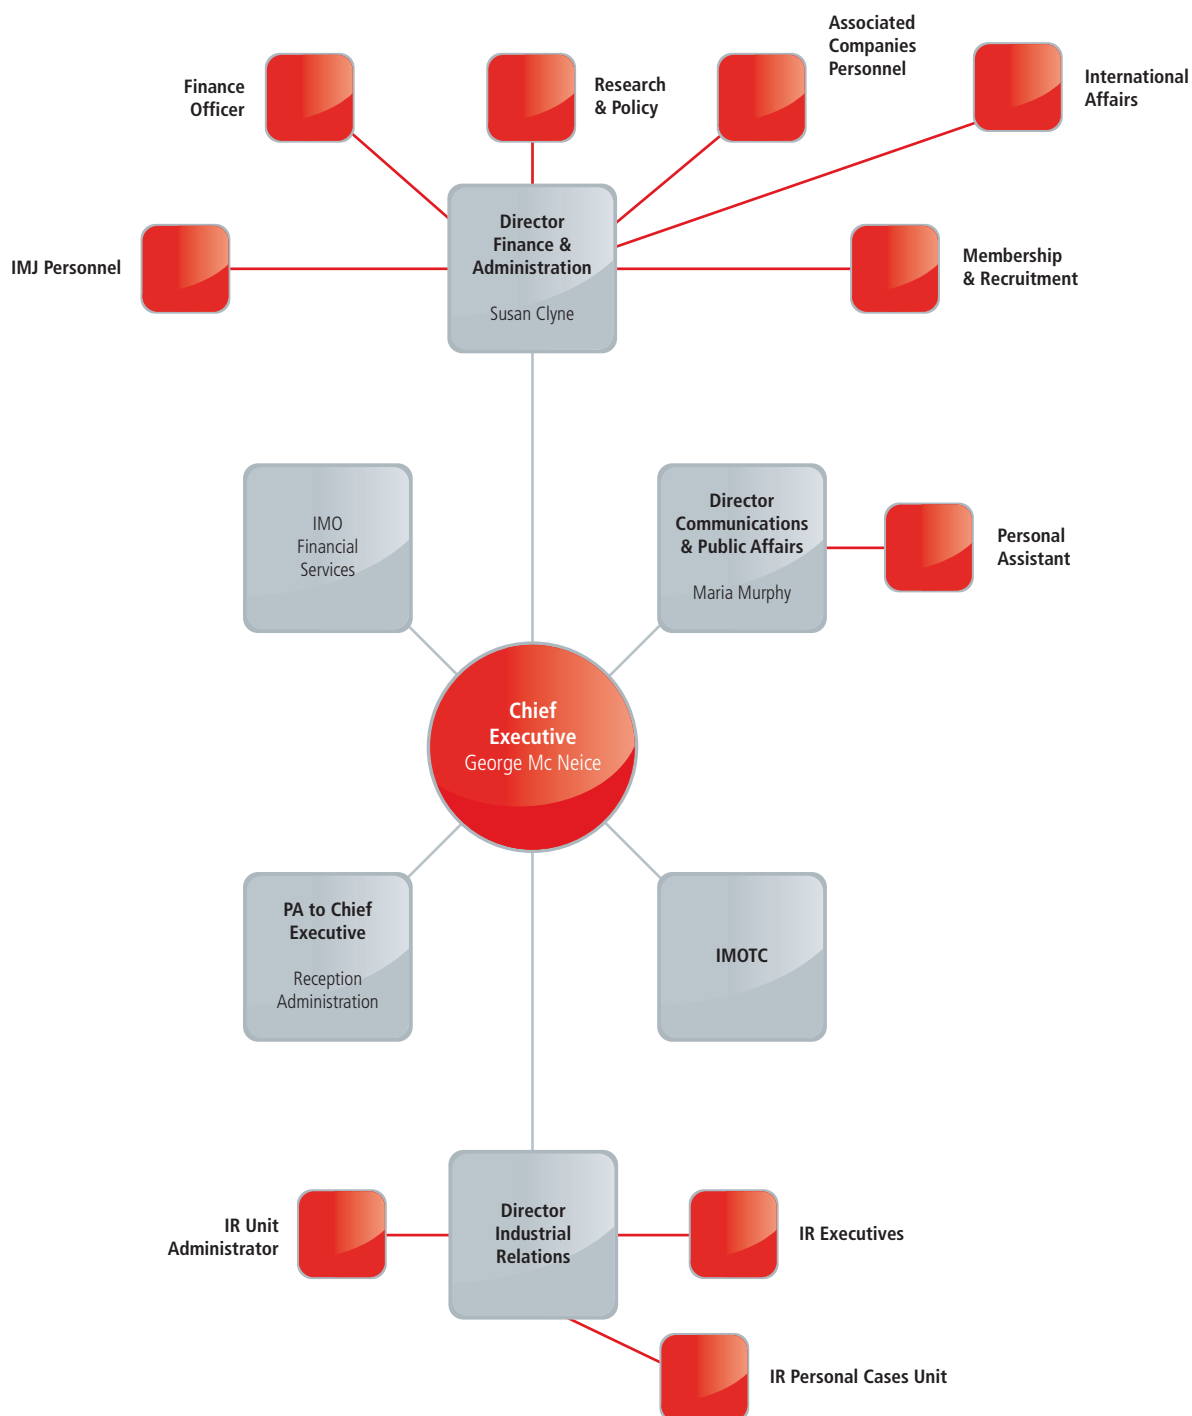 Associated
Companies
Personnel
Finance
Officer
Research
& Policy
International
Affairs
Director
Finance &
Administration
Susan Clyne
IMJ Personnel
Membership
& Recruitment
IMO
Financial
Services
Director
Communications
& Public Affairs
Maria Murphy
Personal
Assistant
Chief
Executive
George Mc Neice
PA to Chief
Executive
Reception
Administration
IMOTC
IR Unit
Administrator
Director
Industrial
Relations
IR Executives
IR Personal Cases Unit